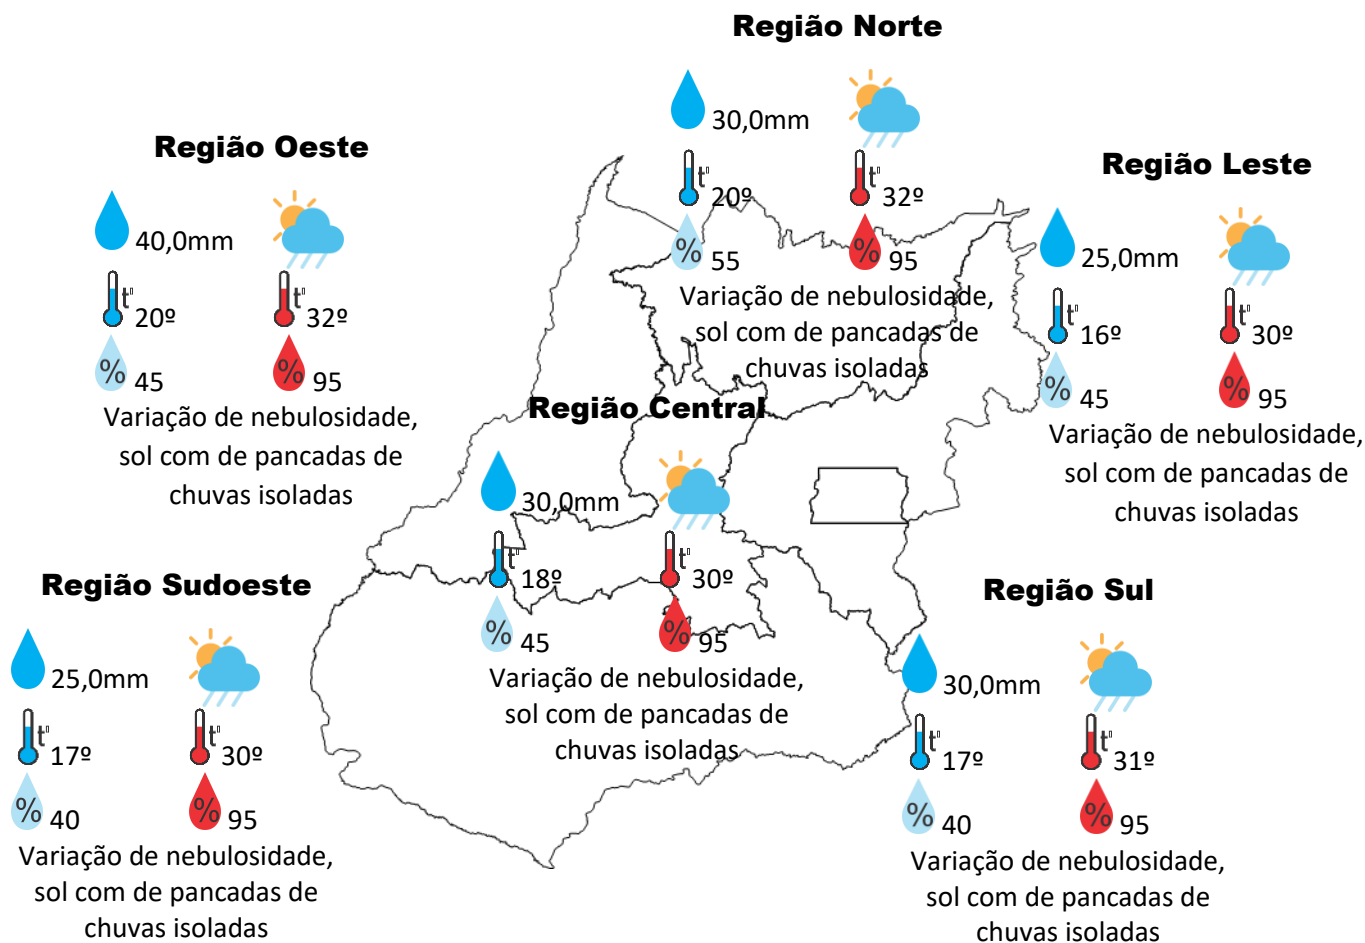 Região Norte
30,0mm
t°
20º
t°
32º
% 55
% 95
Variação de nebulosidade,
sol com de pancadas de
chuvas isoladas
Região Oeste
40,0mm
t°
20º
t°
32º
% 45
% 95
Variação de nebulosidade,
sol com de pancadas de
chuvas isoladas
Região Leste
25,0mm
t°
16º
t°
30º
% 45
% 95
Variação de nebulosidade,
sol com de pancadas de
chuvas isoladas
Região Central
30,0mm
t°
18º
t°
30º
% 45
% 95
Variação de nebulosidade,
sol com de pancadas de
chuvas isoladas
Região Sudoeste
25,0mm
t°
17º
t°
30º
% 40
% 95
Variação de nebulosidade,
sol com de pancadas de
chuvas isoladas
Região Sul
30,0mm
t°
17º
t°
31º
% 40
% 95
Variação de nebulosidade,
sol com de pancadas de
chuvas isoladas